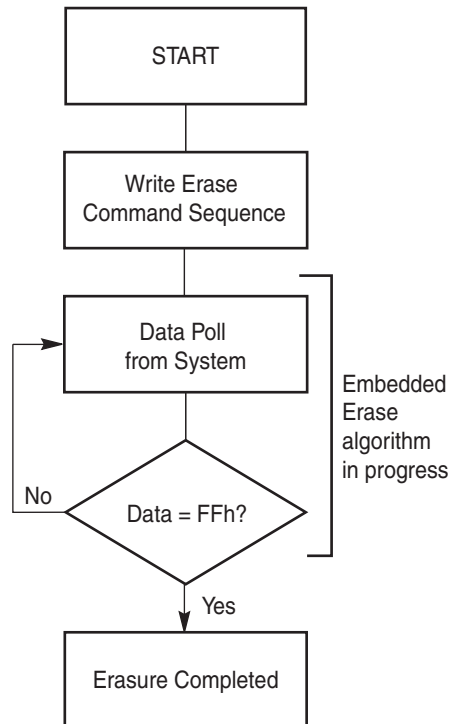 START
Write Erase
Command Sequence
Data Poll
from System
Embedded
Erase
algorithm
in progress
No
Data = FFh?
Yes
Erasure Completed